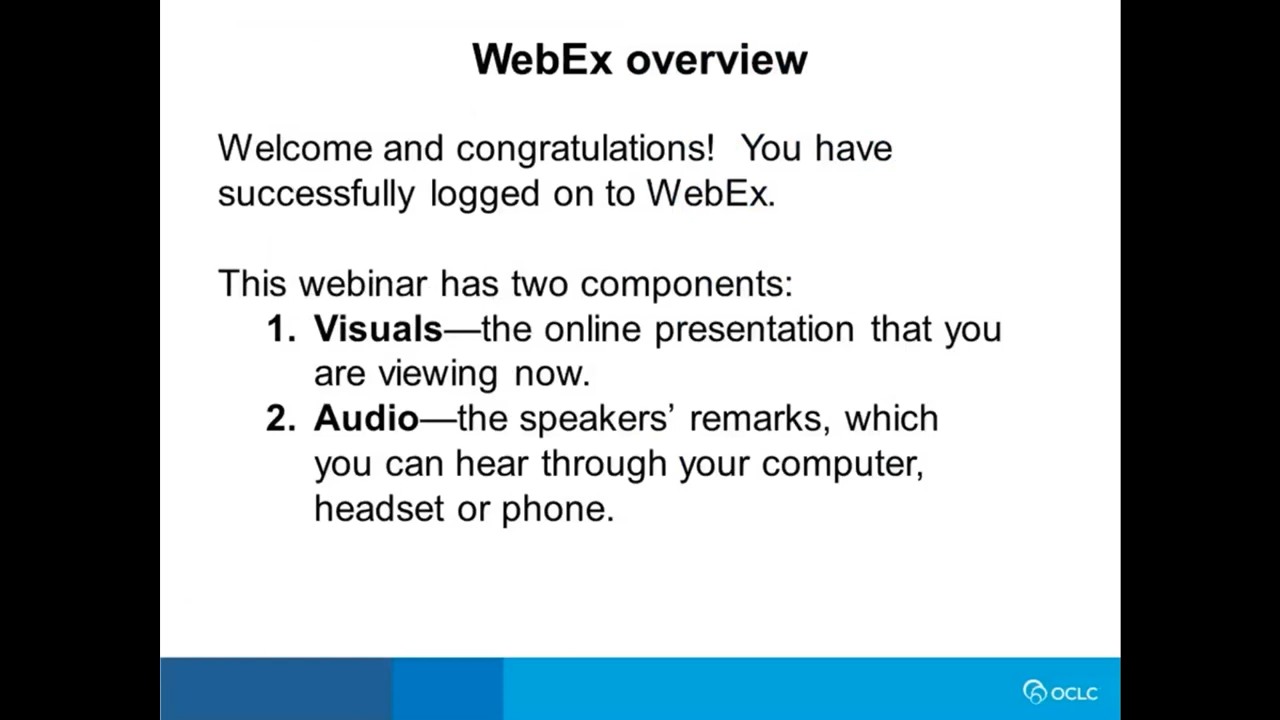 WebEx overview
Welcome and congratulations!  You have
successfully logged on to WebEx.
This webinar has two components:
1. Visuals—the online presentation that you
are viewing now.
2. Audio—the speakers’ remarks, which
you can hear through your computer,
headset or phone.
OCLC